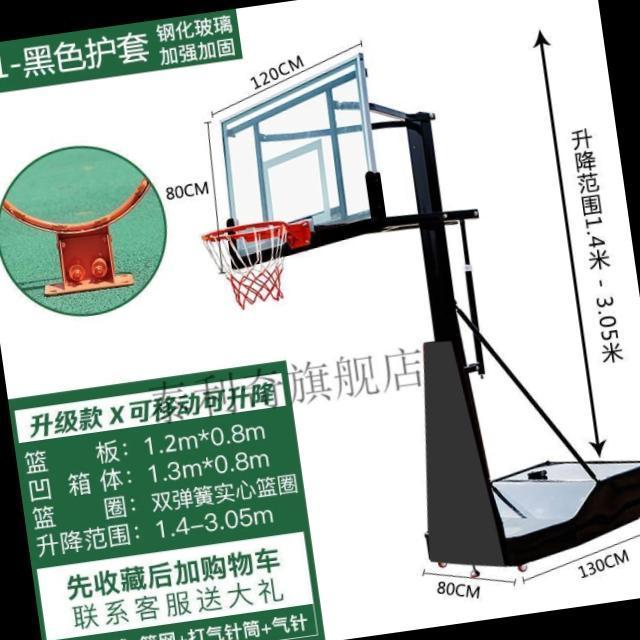 1-黑色护套
钢化玻璃
加强加固
120CM
80CM
升降范围1.4米 - 3.05米
泰利奇旗舰店
升级款 X 可移动可升降
篮 板：1.2m*0.8m
凹 箱 体：1.3m*0.8m
篮 圈：双弹簧实心篮圈
升降范围：1.4-3.05m
先收藏后加购物车
联系客服送大礼
篮网+打气针筒+气针
80CM
130CM